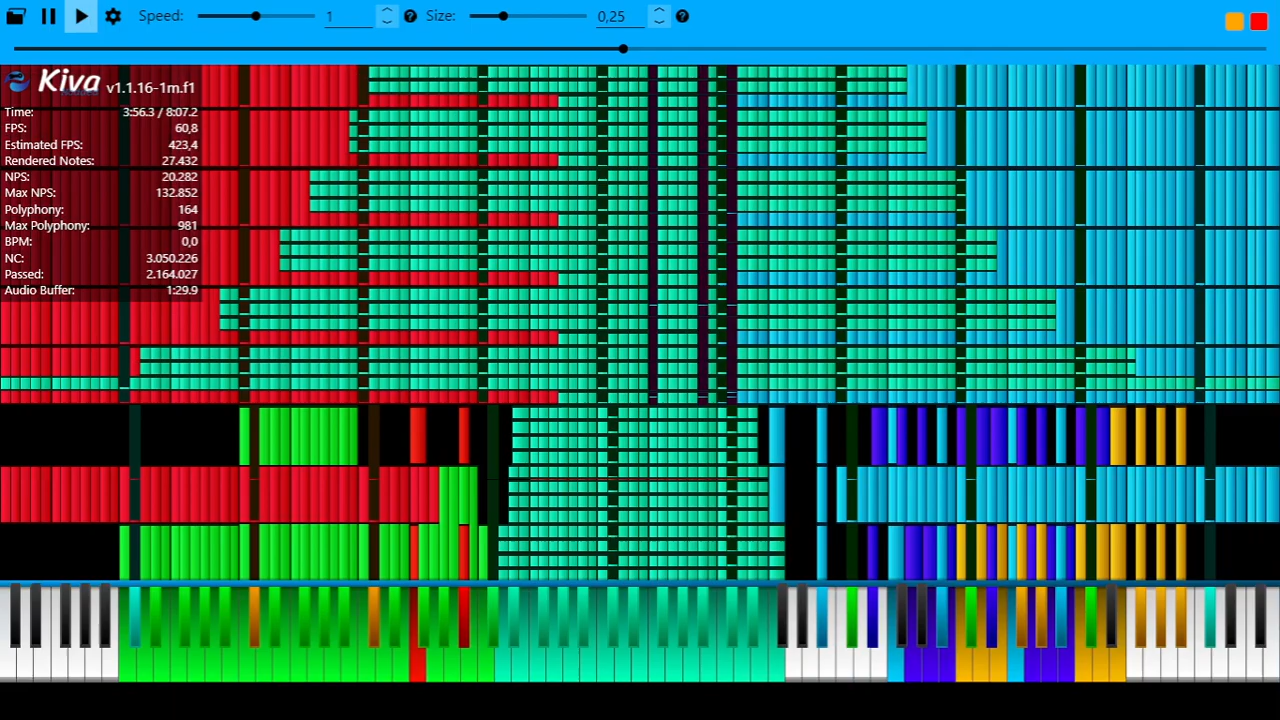 Speed: 1 ? Size: 0,25 ?
Kiva v1.1.16-1m.f1
Time: 3:56.3 / 8:07.2
FPS: 60,8
Estimated FPS: 423,4
Rendered Notes: 27.432
NPS: 20.282
Max NPS: 132.852
Polyphony: 164
Max Polyphony: 981
BPM: 0,0
NC: 3.050.226
Passed: 2.164.027
Audio Buffer: 1:29.9